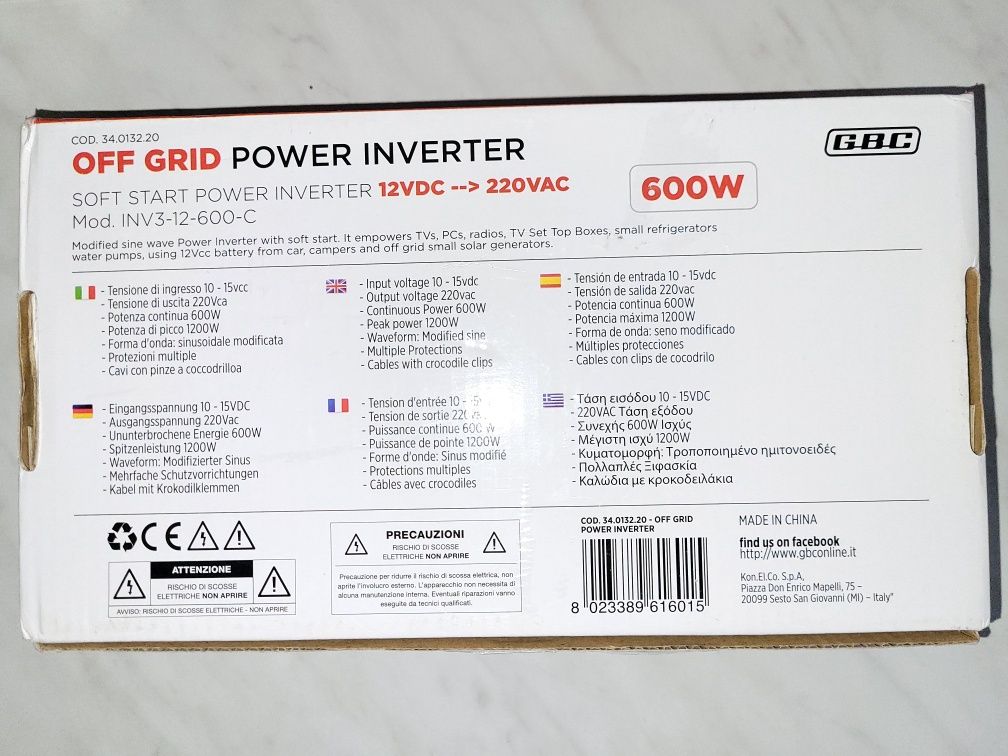 COD. 34.0132.20
OFF GRID POWER INVERTER
GBC
SOFT START POWER INVERTER 12VDC --> 220VAC
600W
Mod. INV3-12-600-C
Modified sine wave Power Inverter with soft start. It empowers TVs, PCs, radios, TV Set Top Boxes, small refrigerators
water pumps, using 12Vcc battery from car, campers and off grid small solar generators.
- Tensione di ingresso 10 - 15vcc
- Tensione di uscita 220Vca
- Potenza continua 600W
- Potenza di picco 1200W
- Forma d'onda: sinusoidale modificata
- Protezioni multiple
- Cavi con pinze a coccodrilloa
- Input voltage 10 - 15vdc
- Output voltage 220vac
- Continuous Power 600W
- Peak power 1200W
- Waveform: Modified sine
- Multiple Protections
- Cables with crocodile clips
- Tensión de entrada 10 - 15vdc
- Tensión de salida 220vac
- Potencia continua 600W
- Potencia máxima 1200W
- Forma de onda: seno modificado
- Múltiples protecciones
- Cables con clips de cocodrilo
- Eingangsspannung 10 - 15VDC
- Ausgangsspannung 220Vac
- Ununterbrochene Energie 600W
- Spitzenleistung 1200W
- Waveform: Modifizierter Sinus
- Mehrfache Schutzvorrichtungen
- Kabel mit Krokodilklemmen
- Tension d'entrée 10 -
- Tension de sortie
- Puissance continue 600 W
- Puissance de pointe 1200W
- Forme d'onde: Sinus modifié
- Protections multiples
- Câbles avec crocodiles
- Τάση εισόδου 10 - 15VDC
- 220VAC Τάση εξόδου
- Συνεχής 600W Ισχύς
- Μέγιστη ισχύ 1200W
- Κυματομορφή: Τροποποιημένο ημιτονοειδές
- Πολλαπλές Ξιφασκία
- Καλώδια με κροκοδειλάκια
CE
ATTENZIONE
RISCHIO DI SCOSSE
ELETTRICHE NON APRIRE
AVVISO: RISCHIO DI SCOSSE ELETTRICHE - NON APRIRE
PRECAUZIONI
RISCHIO DI SCOSSE
ELETTRICHE NON APRIRE
Precauzione per ridurre il rischio di scossa elettrica, non
aprire l'involucro esterno. L'apparecchio non necessita di
alcuna manutenzione interna. Eventuali riparazioni vanno
eseguite da tecnici qualificati.
COD. 34.0132.20 - OFF GRID
POWER INVERTER
8 023389 616015
MADE IN CHINA
find us on facebook
http://www.gbconline.it
Kon.El.Co. S.p.A,
Piazza Don Enrico Mapelli, 75 –
20099 Sesto San Giovanni (MI) – Italy"